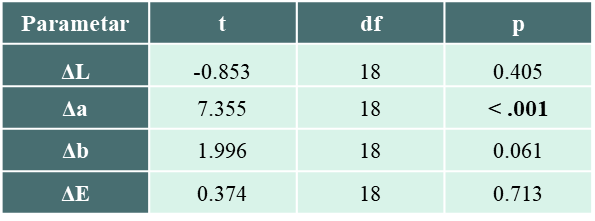 Parametar t df p
ΔL -0.853 18 0.405
Δa 7.355 18 < .001
Δb 1.996 18 0.061
ΔE 0.374 18 0.713